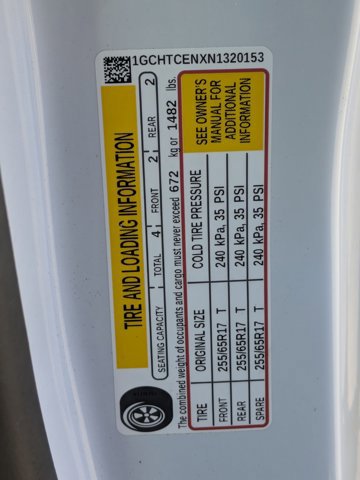 1GCHTCENXN1320153
TIRE AND LOADING INFORMATION
SEATING CAPACITY TOTAL 4 FRONT 2 REAR 2
The combined weight of occupants and cargo must never exceed 672 kg or 1482 lbs.
TIRE ORIGINAL SIZE COLD TIRE PRESSURE
FRONT 255/65R17 T 240 kPa, 35 PSI
REAR 255/65R17 T 240 kPa, 35 PSI
SPARE 255/65R17 T 240 kPa, 35 PSI
SEE OWNER'S
MANUAL FOR
ADDITIONAL
INFORMATION